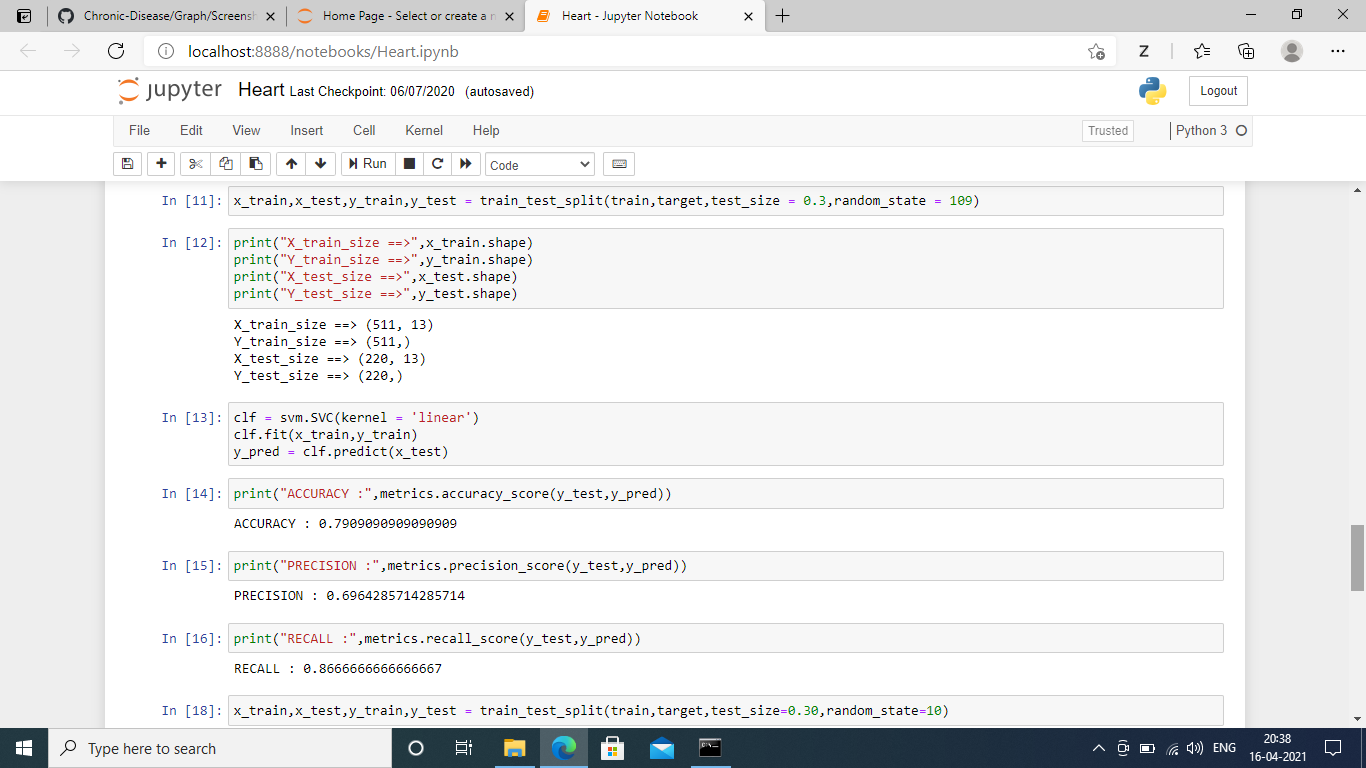 Chronic-Disease/Graph/Screensh
Home Page - Select or create a n
Heart - Jupyter Notebook
localhost:8888/notebooks/Heart.ipynb
Z
jupyter Heart Last Checkpoint: 06/07/2020 (autosaved)
Logout
File Edit View Insert Cell Kernel Help
Trusted
Python 3
Run
Code
In [11]: x_train,x_test,y_train,y_test = train_test_split(train,target,test_size = 0.3,random_state = 109)
In [12]: print("X_train_size ==>",x_train.shape)
print("Y_train_size ==>",y_train.shape)
print("X_test_size ==>",x_test.shape)
print("Y_test_size ==>",y_test.shape)
X_train_size ==> (511, 13)
Y_train_size ==> (511,)
X_test_size ==> (220, 13)
Y_test_size ==> (220,)
In [13]: clf = svm.SVC(kernel = 'linear')
clf.fit(x_train,y_train)
y_pred = clf.predict(x_test)
In [14]: print("ACCURACY :",metrics.accuracy_score(y_test,y_pred))
ACCURACY : 0.7909090909090909
In [15]: print("PRECISION :",metrics.precision_score(y_test,y_pred))
PRECISION : 0.6964285714285714
In [16]: print("RECALL :",metrics.recall_score(y_test,y_pred))
RECALL : 0.8666666666666667
In [18]: x_train,x_test,y_train,y_test = train_test_split(train,target,test_size=0.30,random_state=10)
Type here to search
ENG
20:38
16-04-2021